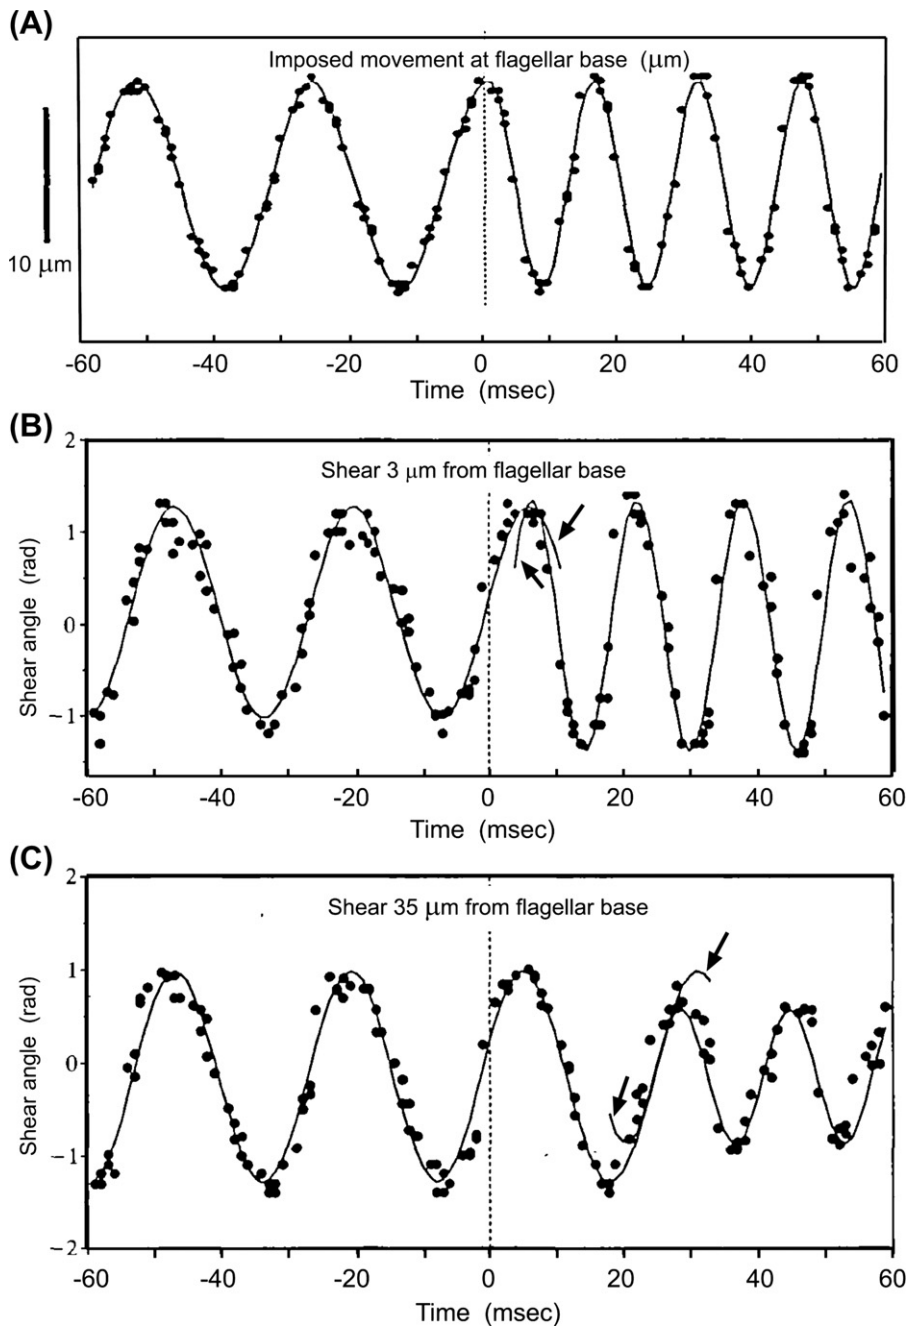 (A)
Imposed movement at flagellar base (μm)
10 μm
-60 -40 -20 0 20 40 60
Time (msec)
(B)
2
Shear 3 μm from flagellar base
1
Shear angle (rad)
0
−1
-60 -40 -20 0 20 40 60
Time (msec)
(C)
2
Shear 35 μm from flagellar base
1
Shear angle (rad)
0
−1
−2
-60 -40 -20 0 20 40 60
Time (msec)